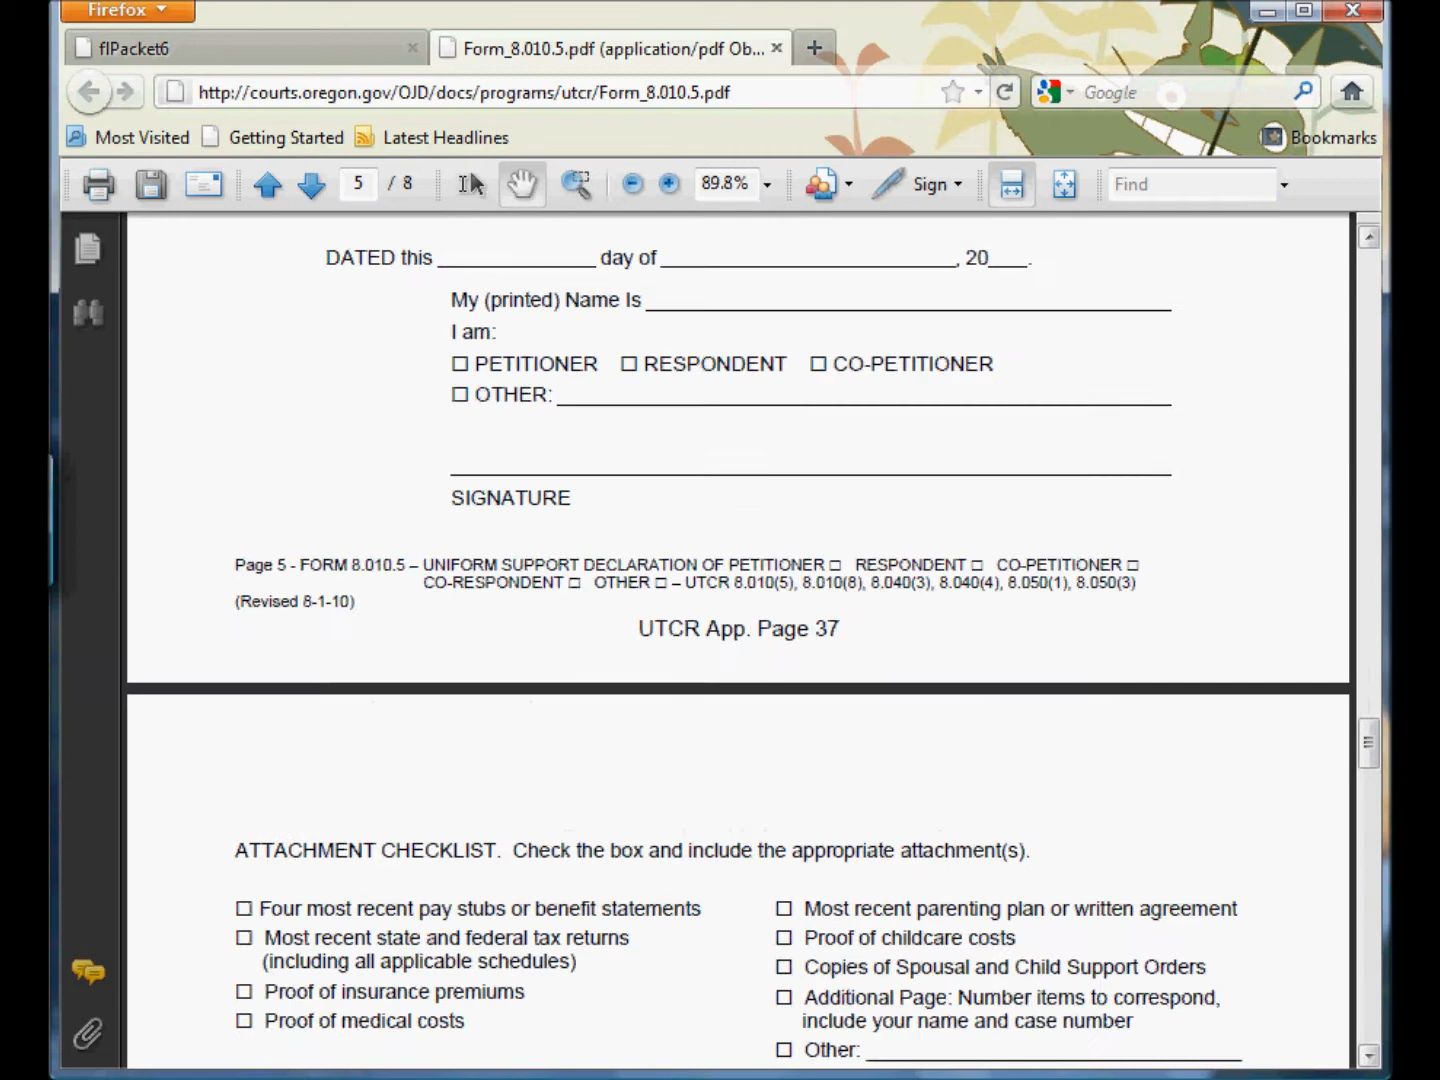 Firefox
flPacket6
Form_8.010.5.pdf (application/pdf Ob...
http://courts.oregon.gov/OJD/docs/programs/utcr/Form_8.010.5.pdf
Google
Most Visited
Getting Started
Latest Headlines
Bookmarks
5 / 8
89.8%
Sign
Find
DATED this ____________ day of ______________________, 20___.
My (printed) Name Is ________________________________________
I am:
☐ PETITIONER ☐ RESPONDENT ☐ CO-PETITIONER
☐ OTHER: _______________________________________________
_______________________________________________________
SIGNATURE
Page 5 - FORM 8.010.5 – UNIFORM SUPPORT DECLARATION OF PETITIONER ☐ RESPONDENT ☐ CO-PETITIONER ☐
CO-RESPONDENT ☐ OTHER ☐ – UTCR 8.010(5), 8.010(8), 8.040(3), 8.040(4), 8.050(1), 8.050(3)
(Revised 8-1-10)
UTCR App. Page 37
ATTACHMENT CHECKLIST. Check the box and include the appropriate attachment(s).
☐ Four most recent pay stubs or benefit statements
☐ Most recent state and federal tax returns
(including all applicable schedules)
☐ Proof of insurance premiums
☐ Proof of medical costs
☐ Most recent parenting plan or written agreement
☐ Proof of childcare costs
☐ Copies of Spousal and Child Support Orders
☐ Additional Page: Number items to correspond,
include your name and case number
☐ Other: _____________________________